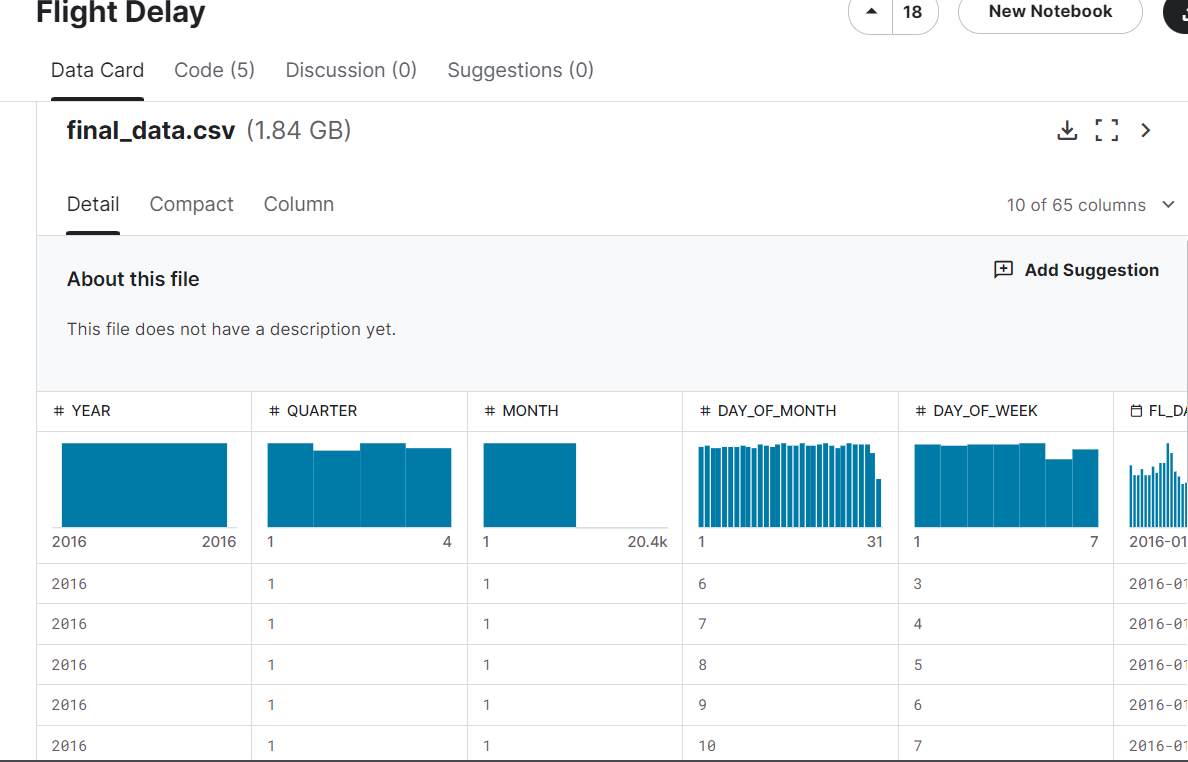 Flight Delay
18
New Notebook
Data Card
Code (5)
Discussion (0)
Suggestions (0)
final_data.csv (1.84 GB)
Detail
Compact
Column
10 of 65 columns
About this file
Add Suggestion
This file does not have a description yet.
# YEAR
# QUARTER
# MONTH
# DAY_OF_MONTH
# DAY_OF_WEEK
FL_DA
2016 2016 1 4 1 20.4k 1 31 1 7 2016-01
2016 1 1 6 3 2016-01
2016 1 1 7 4 2016-01
2016 1 1 8 5 2016-01
2016 1 1 9 6 2016-01
2016 1 1 10 7 2016-01